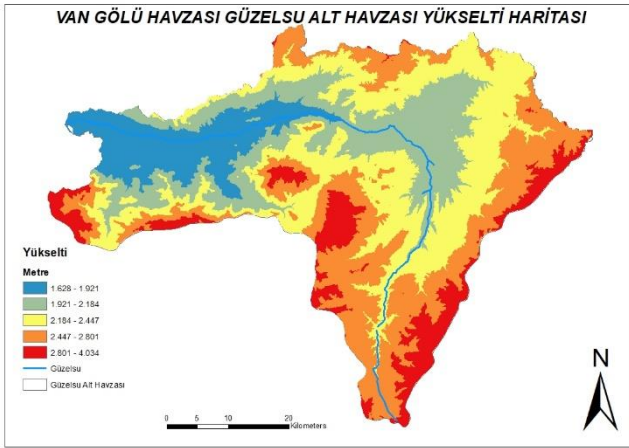 VAN GÖLÜ HAVZASI GÜZELSU ALT HAVZASI YÜKSELTİ HARİTASI
Yükselti
Metre
1.628 - 1.921
1.921 - 2.184
2.184 - 2.447
2.447 - 2.801
2.801 - 4.034
Güzelsu
Güzelsu Alt Havzası
0 5 10 20
Kilometers
N